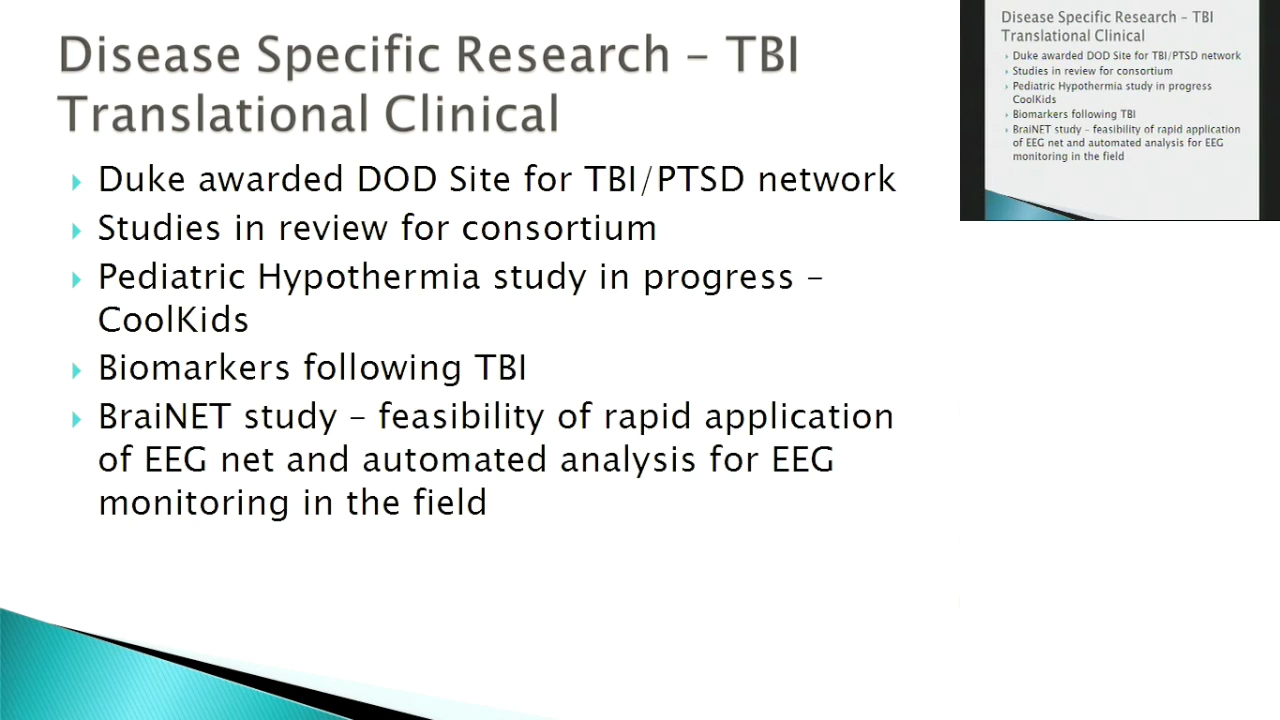 Disease Specific Research – TBI
Translational Clinical
Duke awarded DOD Site for TBI/PTSD network
Studies in review for consortium
Pediatric Hypothermia study in progress –
CoolKids
Biomarkers following TBI
BraiNET study – feasibility of rapid application
of EEG net and automated analysis for EEG
monitoring in the field
Disease Specific Research – TBI
Translational Clinical
Duke awarded DOD Site for TBI/PTSD network
Studies in review for consortium
Pediatric Hypothermia study in progress
CoolKids
Biomarkers following TBI
BraiNET study – feasibility of rapid application
of EEG net and automated analysis for EEG
monitoring in the field